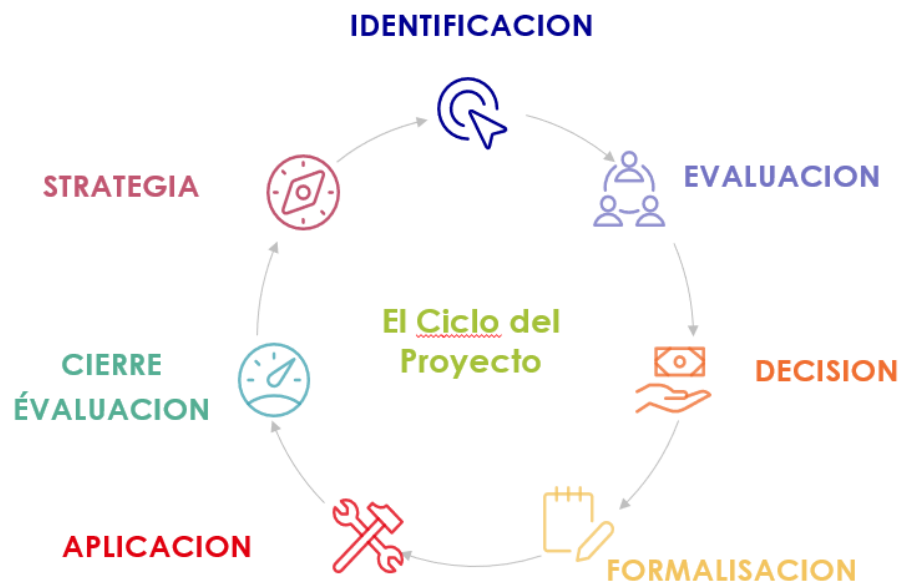 IDENTIFICACION
EVALUACION
DECISION
FORMALISACION
APLICACION
CIERRE
ÉVALUACION
STRATEGIA
El Ciclo del
Proyecto